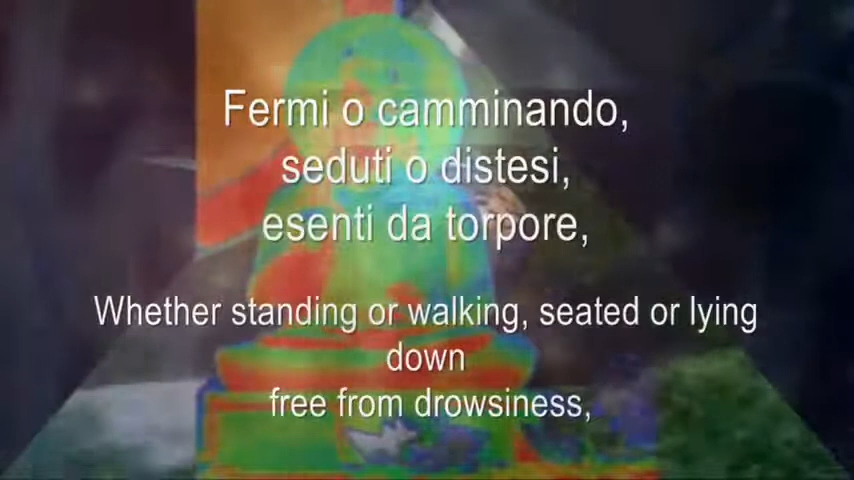 Fermi o camminando,
seduti o distesi,
esenti da torpore,
Whether standing or walking, seated or lying
down
free from drowsiness,